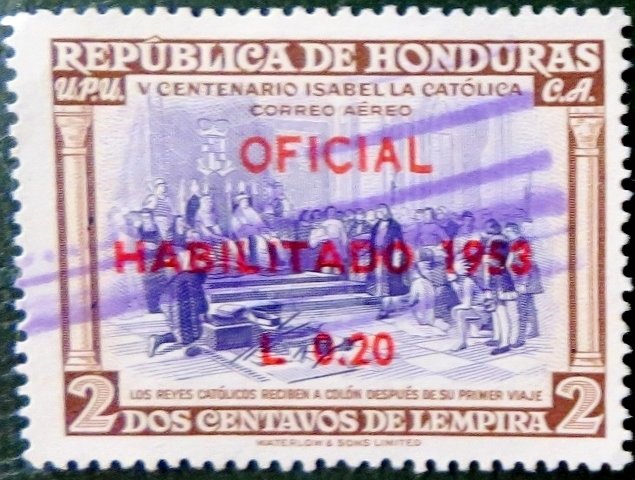 REPÚBLICA DE HONDURAS
U.P.U. V CENTENARIO ISABEL LA CATÓLICA C.A.
CORREO AÉREO
OFICIAL
HABILITADO 1953
L 0.20
LOS REYES CATÓLICOS RECIBEN A COLÓN DESPUÉS DE SU PRIMER VIAJE
2 DOS CENTAVOS DE LEMPIRA 2
WATERLOW & SONS LIMITED